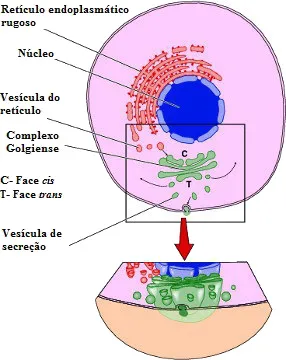 Retículo endoplasmático
rugoso
Núcleo
Vesícula do
retículo
Complexo
Golgiense
C- Face cis
T- Face trans
Vesícula de
secreção
C
T